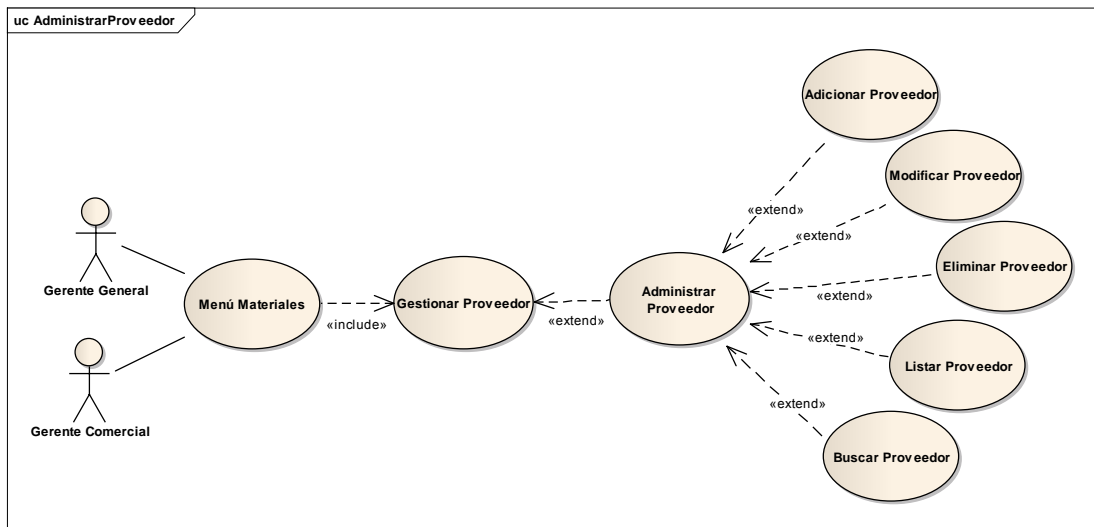 uc AdministrarProveedor
Adicionar Proveedor
Modificar Proveedor
«extend»
«extend»
Eliminar Proveedor
«extend»
Gerente General
Menú Materiales
«include»
Gestionar Proveedor
«extend»
Administrar
Proveedor
«extend»
Listar Proveedor
«extend»
Buscar Proveedor
Gerente Comercial